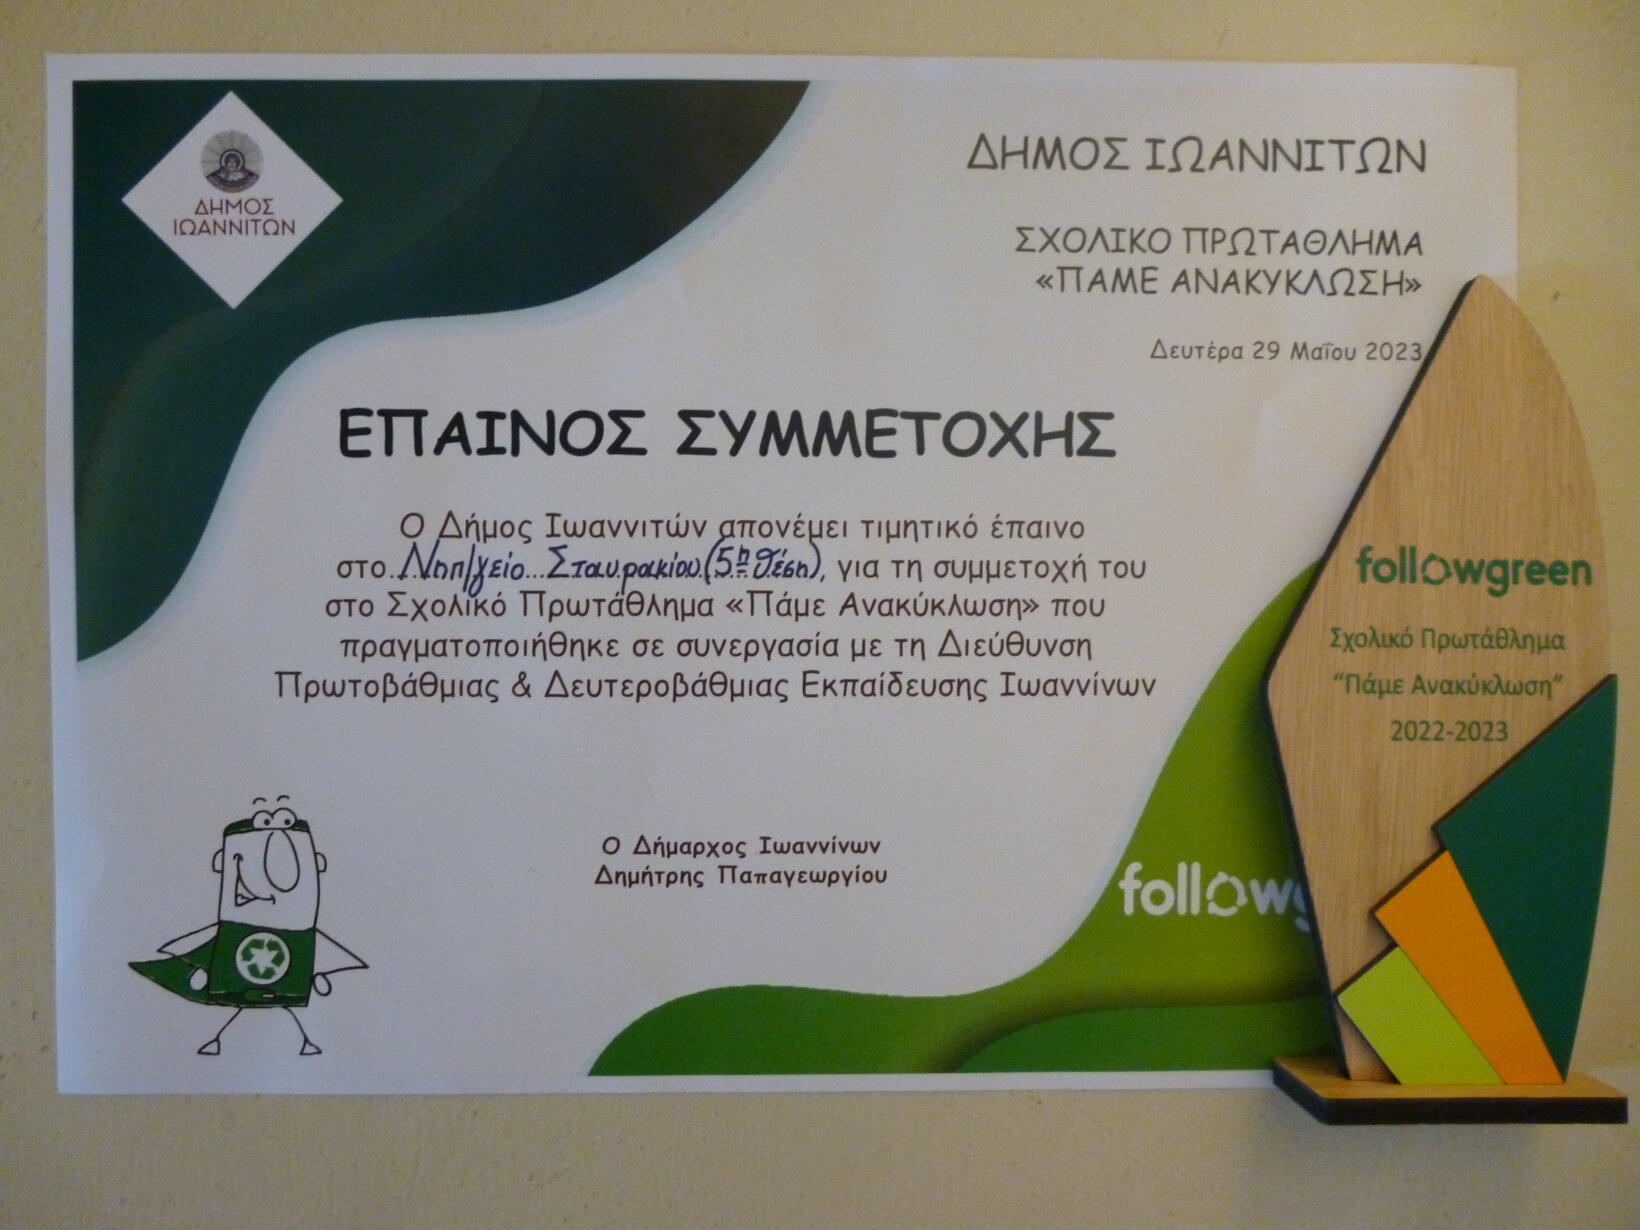 ΔΗΜΟΣ
ΙΩΑΝΝΙΤΩΝ
ΔΗΜΟΣ ΙΩΑΝΝΙΤΩΝ
ΣΧΟΛΙΚΟ ΠΡΩΤΑΘΛΗΜΑ
«ΠΑΜΕ ΑΝΑΚΥΚΛΩΣΗ»
Δευτέρα 29 Μαΐου 2023
ΕΠΑΙΝΟΣ ΣΥΜΜΕΤΟΧΗΣ
Ο Δήμος Ιωαννιτών απονέμει τιμητικό έπαινο
στο...Νηπ/γείο...Σταυρακίου (5η θέση), για τη συμμετοχή του
στο Σχολικό Πρωτάθλημα «Πάμε Ανακύκλωση» που
πραγματοποιήθηκε σε συνεργασία με τη Διεύθυνση
Πρωτοβάθμιας & Δευτεροβάθμιας Εκπαίδευσης Ιωαννίνων
Ο Δήμαρχος Ιωαννίνων
Δημήτρης Παπαγεωργίου
followg
followgreen
Σχολικό Πρωτάθλημα
“Πάμε Ανακύκλωση”
2022-2023